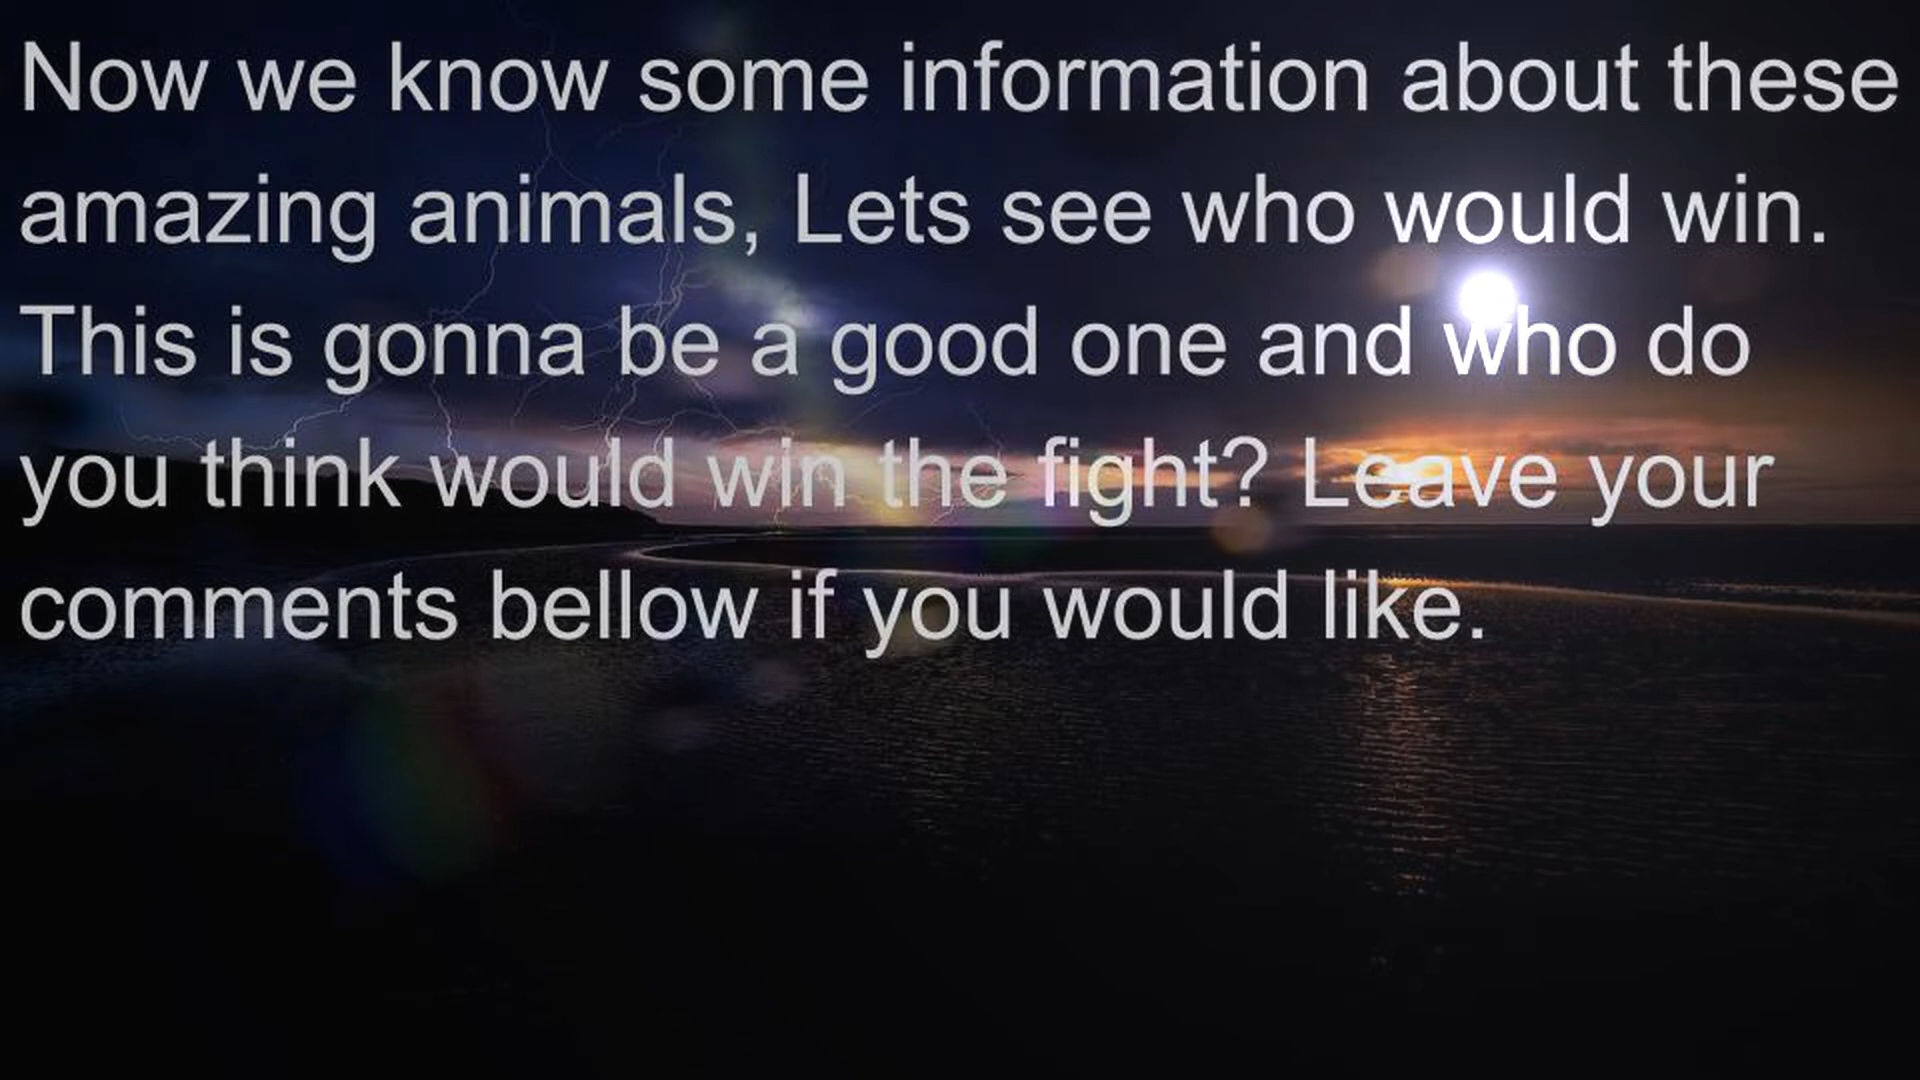 Now we know some information about these
amazing animals, Lets see who would win.
This is gonna be a good one and who do
you think would win the fight? Leave your
comments bellow if you would like.